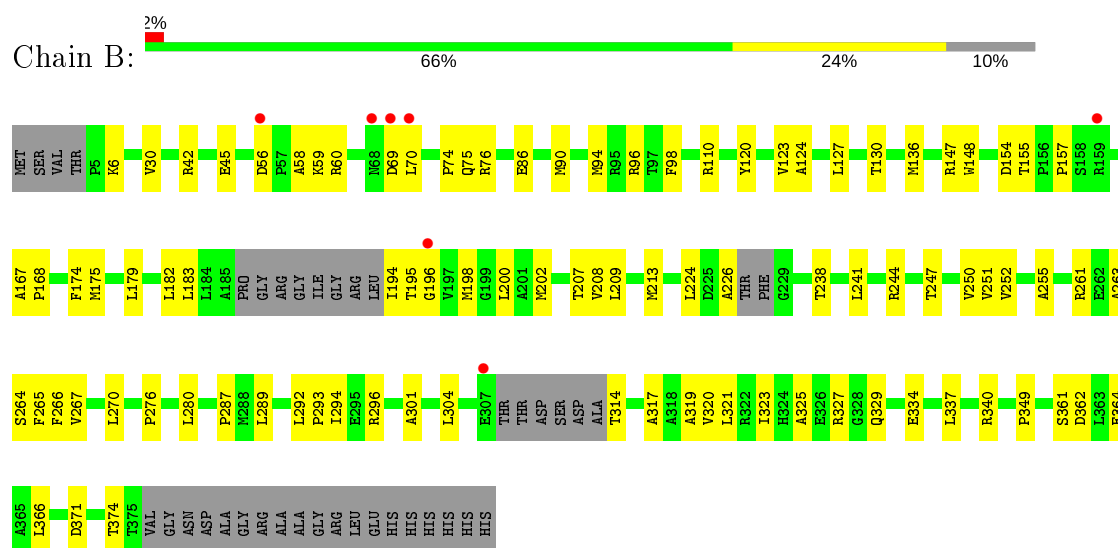 2%
Chain B:
66% 24% 10%
MET SER VAL THR P5 K6 V30 R42 E45 D56 P57 A58 K59 R60 N68 D69 L70 P74 Q75 R76 E86 M90 M94 R95 R96 T97 F98 R110 Y120 V123 A124 L127 T130 M136 R147 W148 D154 T155 P156 P157 S158 R159
A167 P168 F174 M175 L179 L182 L183 L184 A185 PRO GLY ARG GLY ILE GLY ARG LEU I194 T195 G196 V197 M198 G199 L200 A201 M202 T207 V208 L209 M213 L224 D225 A226 THR PHE G229 T238 L241 R244 T247 V250 V251 V252 A255 R261 E262 A263
S264 F265 F266 V267 L270 P276 L280 P287 M288 L289 L292 P293 I294 E295 R296 A301 L304 E307 THR THR ASP SER ASP ALA T314 A317 A318 A319 V320 L321 R322 I323 H324 A325 E326 R327 G328 Q329 E334 L337 R340 P349 S361 D362 L363 E364
A365 L366 D371 T374 T375 VAL GLY ASN ASP ALA GLY ARG ALA ALA GLY ARG LEU GLU HIS HIS HIS HIS HIS HIS